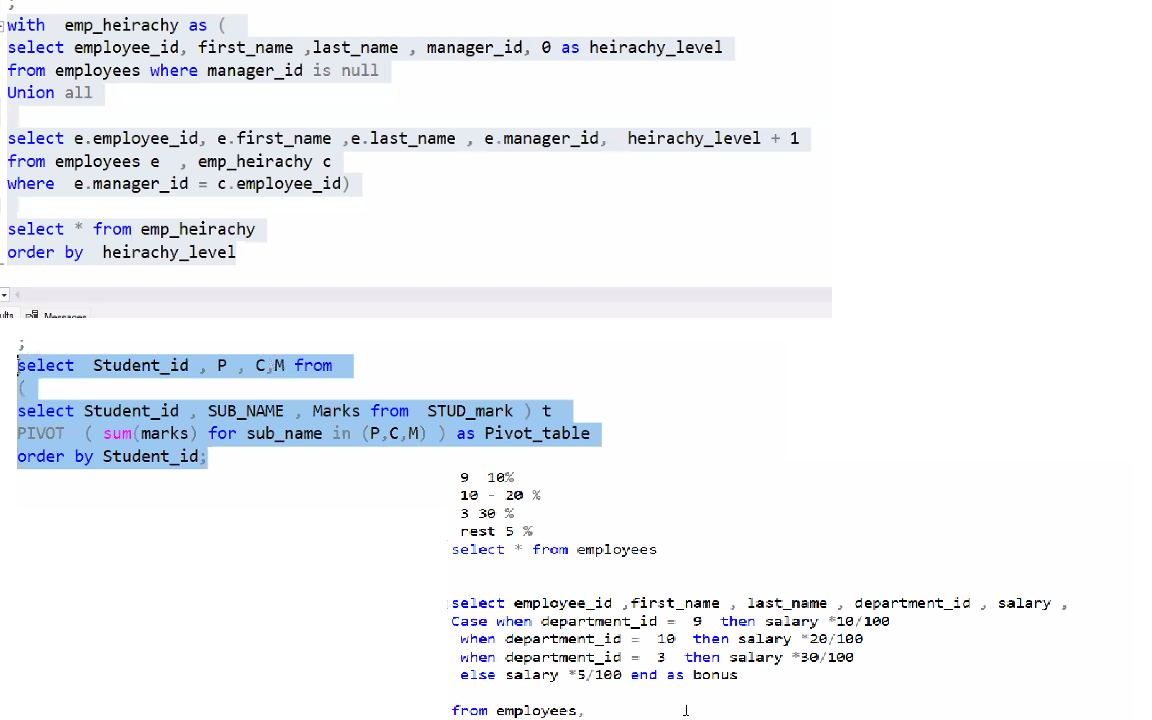 ;
with emp_heirachy as (
select employee_id, first_name ,last_name , manager_id, 0 as heirachy_level
from employees where manager_id is null
Union all
select e.employee_id, e.first_name ,e.last_name , e.manager_id, heirachy_level + 1
from employees e , emp_heirachy c
where e.manager_id = c.employee_id)
select * from emp_heirachy
order by heirachy_level
Messages
;
select Student_id , P , C,M from
(
select Student_id , SUB_NAME , Marks from STUD_mark ) t
PIVOT ( sum(marks) for sub_name in (P,C,M) ) as Pivot_table
order by Student_id;
9 10%
10 - 20 %
3 30 %
rest 5 %
select * from employees
select employee_id ,first_name , last_name , department_id , salary ,
Case when department_id = 9 then salary *10/100
when department_id = 10 then salary *20/100
when department_id = 3 then salary *30/100
else salary *5/100 end as bonus
from employees,